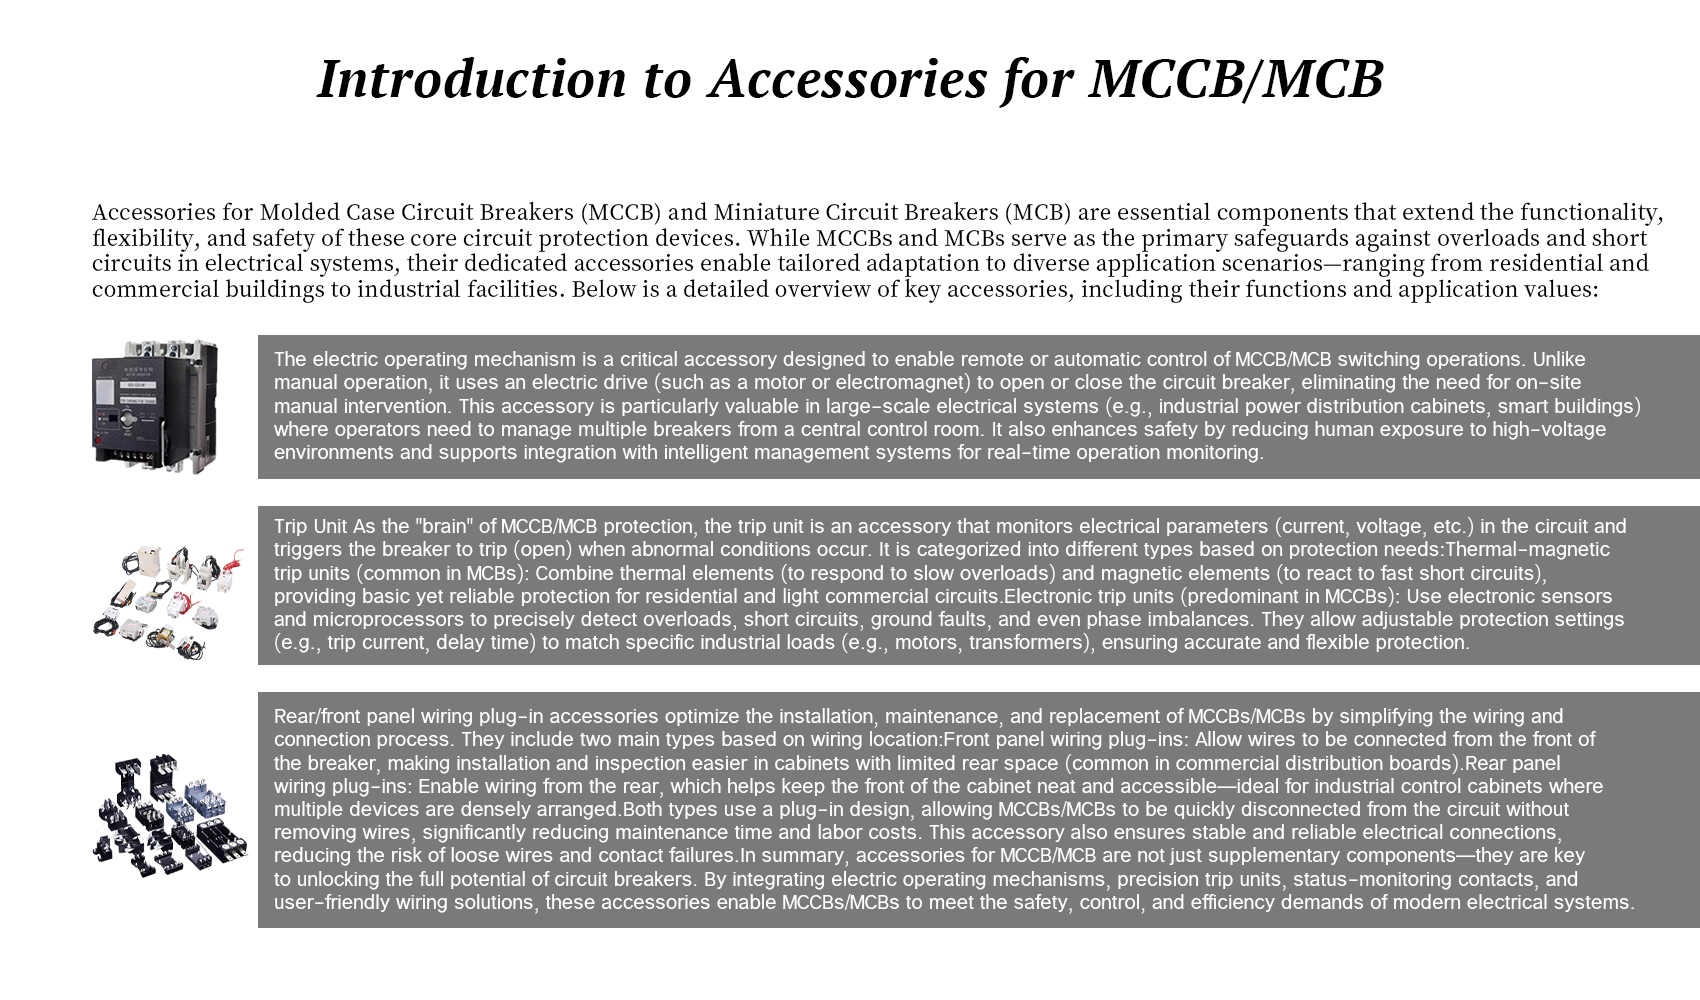 Introduction to Accessories for MCCB/MCB
Accessories for Molded Case Circuit Breakers (MCCB) and Miniature Circuit Breakers (MCB) are essential components that extend the functionality,
flexibility, and safety of these core circuit protection devices. While MCCBs and MCBs serve as the primary safeguards against overloads and short
circuits in electrical systems, their dedicated accessories enable tailored adaptation to diverse application scenarios—ranging from residential and
commercial buildings to industrial facilities. Below is a detailed overview of key accessories, including their functions and application values:
The electric operating mechanism is a critical accessory designed to enable remote or automatic control of MCCB/MCB switching operations. Unlike
manual operation, it uses an electric drive (such as a motor or electromagnet) to open or close the circuit breaker, eliminating the need for on-site
manual intervention. This accessory is particularly valuable in large-scale electrical systems (e.g., industrial power distribution cabinets, smart buildings)
where operators need to manage multiple breakers from a central control room. It also enhances safety by reducing human exposure to high-voltage
environments and supports integration with intelligent management systems for real-time operation monitoring.
Trip Unit As the "brain" of MCCB/MCB protection, the trip unit is an accessory that monitors electrical parameters (current, voltage, etc.) in the circuit and
triggers the breaker to trip (open) when abnormal conditions occur. It is categorized into different types based on protection needs:Thermal-magnetic
trip units (common in MCBs): Combine thermal elements (to respond to slow overloads) and magnetic elements (to react to fast short circuits),
providing basic yet reliable protection for residential and light commercial circuits.Electronic trip units (predominant in MCCBs): Use electronic sensors
and microprocessors to precisely detect overloads, short circuits, ground faults, and even phase imbalances. They allow adjustable protection settings
(e.g., trip current, delay time) to match specific industrial loads (e.g., motors, transformers), ensuring accurate and flexible protection.
Rear/front panel wiring plug-in accessories optimize the installation, maintenance, and replacement of MCCBs/MCBs by simplifying the wiring and
connection process. They include two main types based on wiring location:Front panel wiring plug-ins: Allow wires to be connected from the front of
the breaker, making installation and inspection easier in cabinets with limited rear space (common in commercial distribution boards).Rear panel
wiring plug-ins: Enable wiring from the rear, which helps keep the front of the cabinet neat and accessible—ideal for industrial control cabinets where
multiple devices are densely arranged.Both types use a plug-in design, allowing MCCBs/MCBs to be quickly disconnected from the circuit without
removing wires, significantly reducing maintenance time and labor costs. This accessory also ensures stable and reliable electrical connections,
reducing the risk of loose wires and contact failures.In summary, accessories for MCCB/MCB are not just supplementary components—they are key
to unlocking the full potential of circuit breakers. By integrating electric operating mechanisms, precision trip units, status-monitoring contacts, and
user-friendly wiring solutions, these accessories enable MCCBs/MCBs to meet the safety, control, and efficiency demands of modern electrical systems.